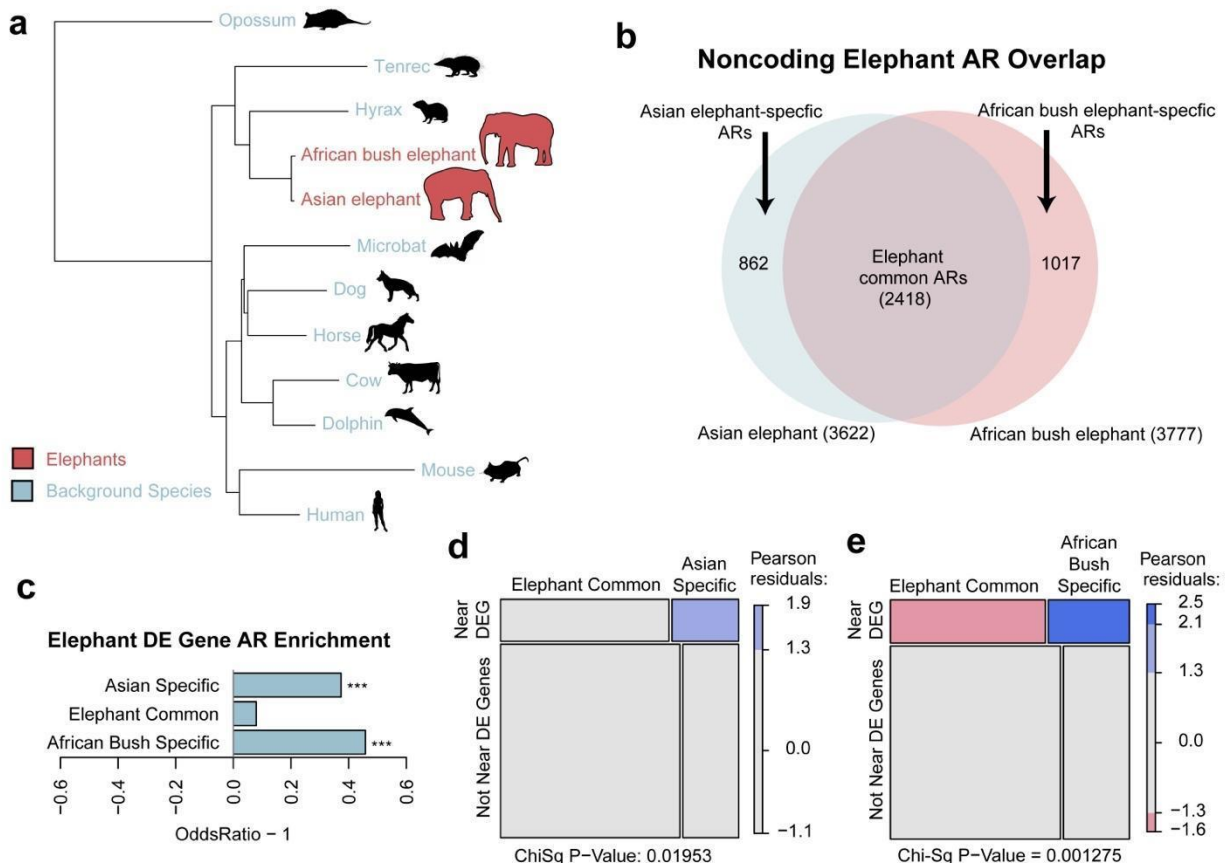 a
Opossum
Tenrec
Hyrax
African bush elephant
Asian elephant
Microbat
Dog
Horse
Cow
Dolphin
Mouse
Human
Elephants
Background Species
b
Noncoding Elephant AR Overlap
Asian elephant-specfic
ARs
African bush elephant-specfic
ARs
862
Elephant
common ARs
(2418)
1017
Asian elephant (3622)
African bush elephant (3777)
c
Elephant DE Gene AR Enrichment
Asian Specific
***
Elephant Common
African Bush Specific
***
−0.6
−0.4
−0.2
0.0
0.2
0.4
0.6
OddsRatio − 1
d
Elephant Common
Asian
Specific
Near
DEG
Not Near DE Genes
Pearson
residuals:
1.9
1.3
0.0
−1.1
ChiSq P−Value: 0.01953
e
Elephant Common
African
Bush
Specific
Near
DEG
Not Near DE Genes
Pearson
residuals:
2.5
2.1
1.3
0.0
−1.3
−1.6
Chi-Sq P−Value = 0.001275